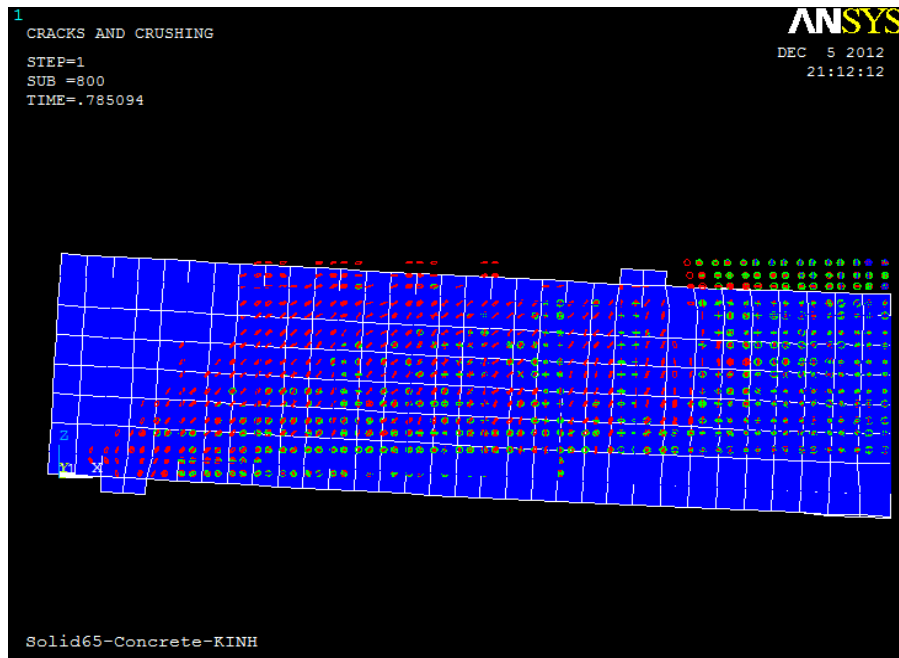 1
CRACKS AND CRUSHING
STEP=1
SUB =800
TIME=.785094
ANSYS
DEC 5 2012
21:12:12
Z
X
Solid65-Concrete-KINH